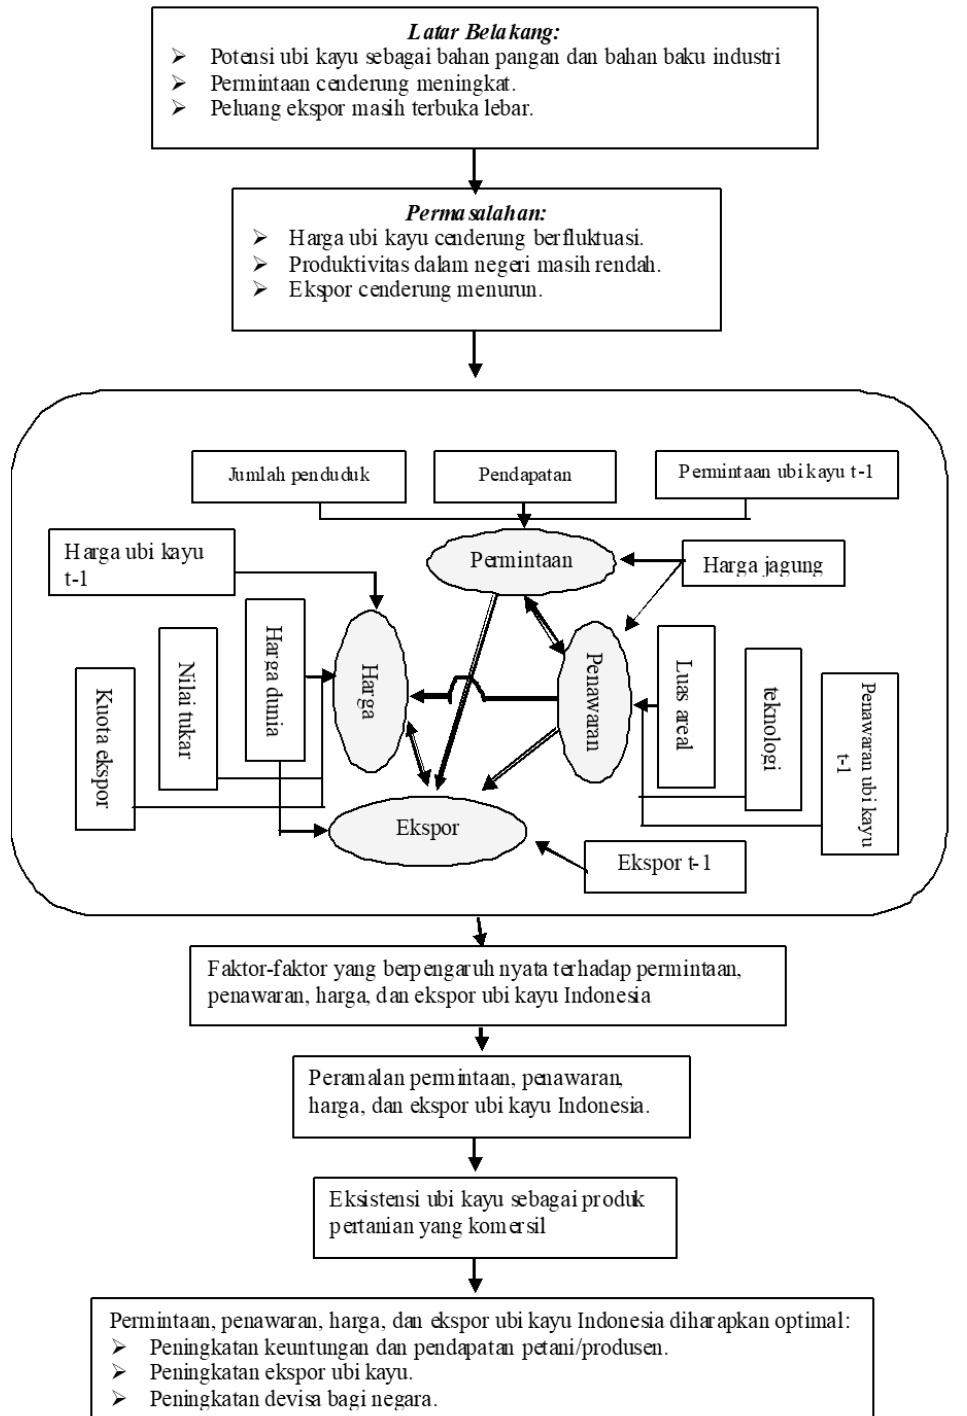 Latar Belakang:
➢ Potensi ubi kayu sebagai bahan pangan dan bahan baku industri
➢ Permintaan cenderung meningkat.
➢ Peluang ekspor masih terbuka lebar.
Permasalahan:
➢ Harga ubi kayu cenderung berfluktuasi.
➢ Produktivitas dalam negeri masih rendah.
➢ Ekspor cenderung menurun.
Jumlah penduduk
Pendapatan
Permintaan ubi kayu t-1
Harga ubi kayu
t-1
Permintaan
Harga jagung
Kuota ekspor
Nilai tukar
Harga dunia
Harga
Penawaran
Luas areal
teknologi
Penawaran ubi kayu
t-1
Ekspor
Ekspor t-1
Faktor-faktor yang berpengaruh nyata terhadap permintaan,
penawaran, harga, dan ekspor ubi kayu Indonesia
Peramalan permintaan, penawaran,
harga, dan ekspor ubi kayu Indonesia.
Eksistensi ubi kayu sebagai produk
pertanian yang komersil
Permintaan, penawaran, harga, dan ekspor ubi kayu Indonesia diharapkan optimal:
➢ Peningkatan keuntungan dan pendapatan petani/produsen.
➢ Peningkatan ekspor ubi kayu.
➢ Peningkatan devisa bagi negara.